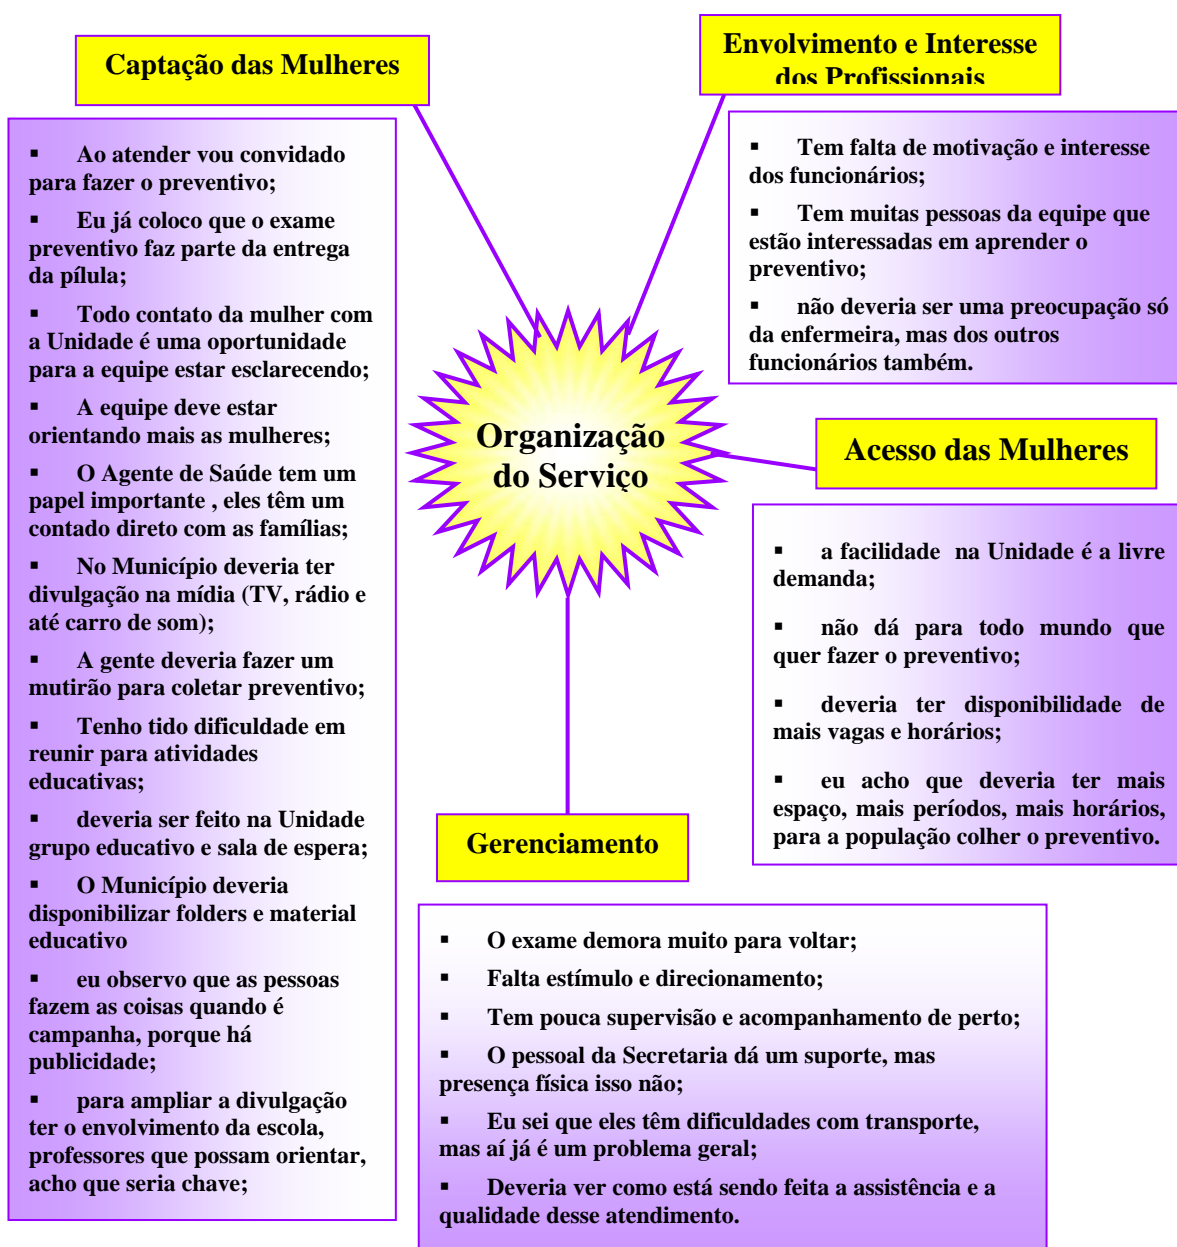 Captação das Mulheres
▪ Ao atender vou convidado
para fazer o preventivo;
▪ Eu já coloco que o exame
preventivo faz parte da entrega
da pílula;
▪ Todo contato da mulher com
a Unidade é uma oportunidade
para a equipe estar esclarecendo;
▪ A equipe deve estar
orientando mais as mulheres;
▪ O Agente de Saúde tem um
papel importante , eles têm um
contado direto com as famílias;
▪ No Município deveria ter
divulgação na mídia (TV, rádio e
até carro de som);
▪ A gente deveria fazer um
mutirão para coletar preventivo;
▪ Tenho tido dificuldade em
reunir para atividades
educativas;
▪ deveria ser feito na Unidade
grupo educativo e sala de espera;
▪ O Município deveria
disponibilizar folders e material
educativo
▪ eu observo que as pessoas
fazem as coisas quando é
campanha, porque há
publicidade;
▪ para ampliar a divulgação
ter o envolvimento da escola,
professores que possam orientar,
acho que seria chave;
Envolvimento e Interesse
dos Profissionais
▪ Tem falta de motivação e interesse
dos funcionários;
▪ Tem muitas pessoas da equipe que
estão interessadas em aprender o
preventivo;
▪ não deveria ser uma preocupação só
da enfermeira, mas dos outros
funcionários também.
Organização
do Serviço
Acesso das Mulheres
▪ a facilidade na Unidade é a livre
demanda;
▪ não dá para todo mundo que
quer fazer o preventivo;
▪ deveria ter disponibilidade de
mais vagas e horários;
▪ eu acho que deveria ter mais
espaço, mais períodos, mais horários,
para a população colher o preventivo.
Gerenciamento
▪ O exame demora muito para voltar;
▪ Falta estímulo e direcionamento;
▪ Tem pouca supervisão e acompanhamento de perto;
▪ O pessoal da Secretaria dá um suporte, mas
presença física isso não;
▪ Eu sei que eles têm dificuldades com transporte,
mas aí já é um problema geral;
▪ Deveria ver como está sendo feita a assistência e a
qualidade desse atendimento.